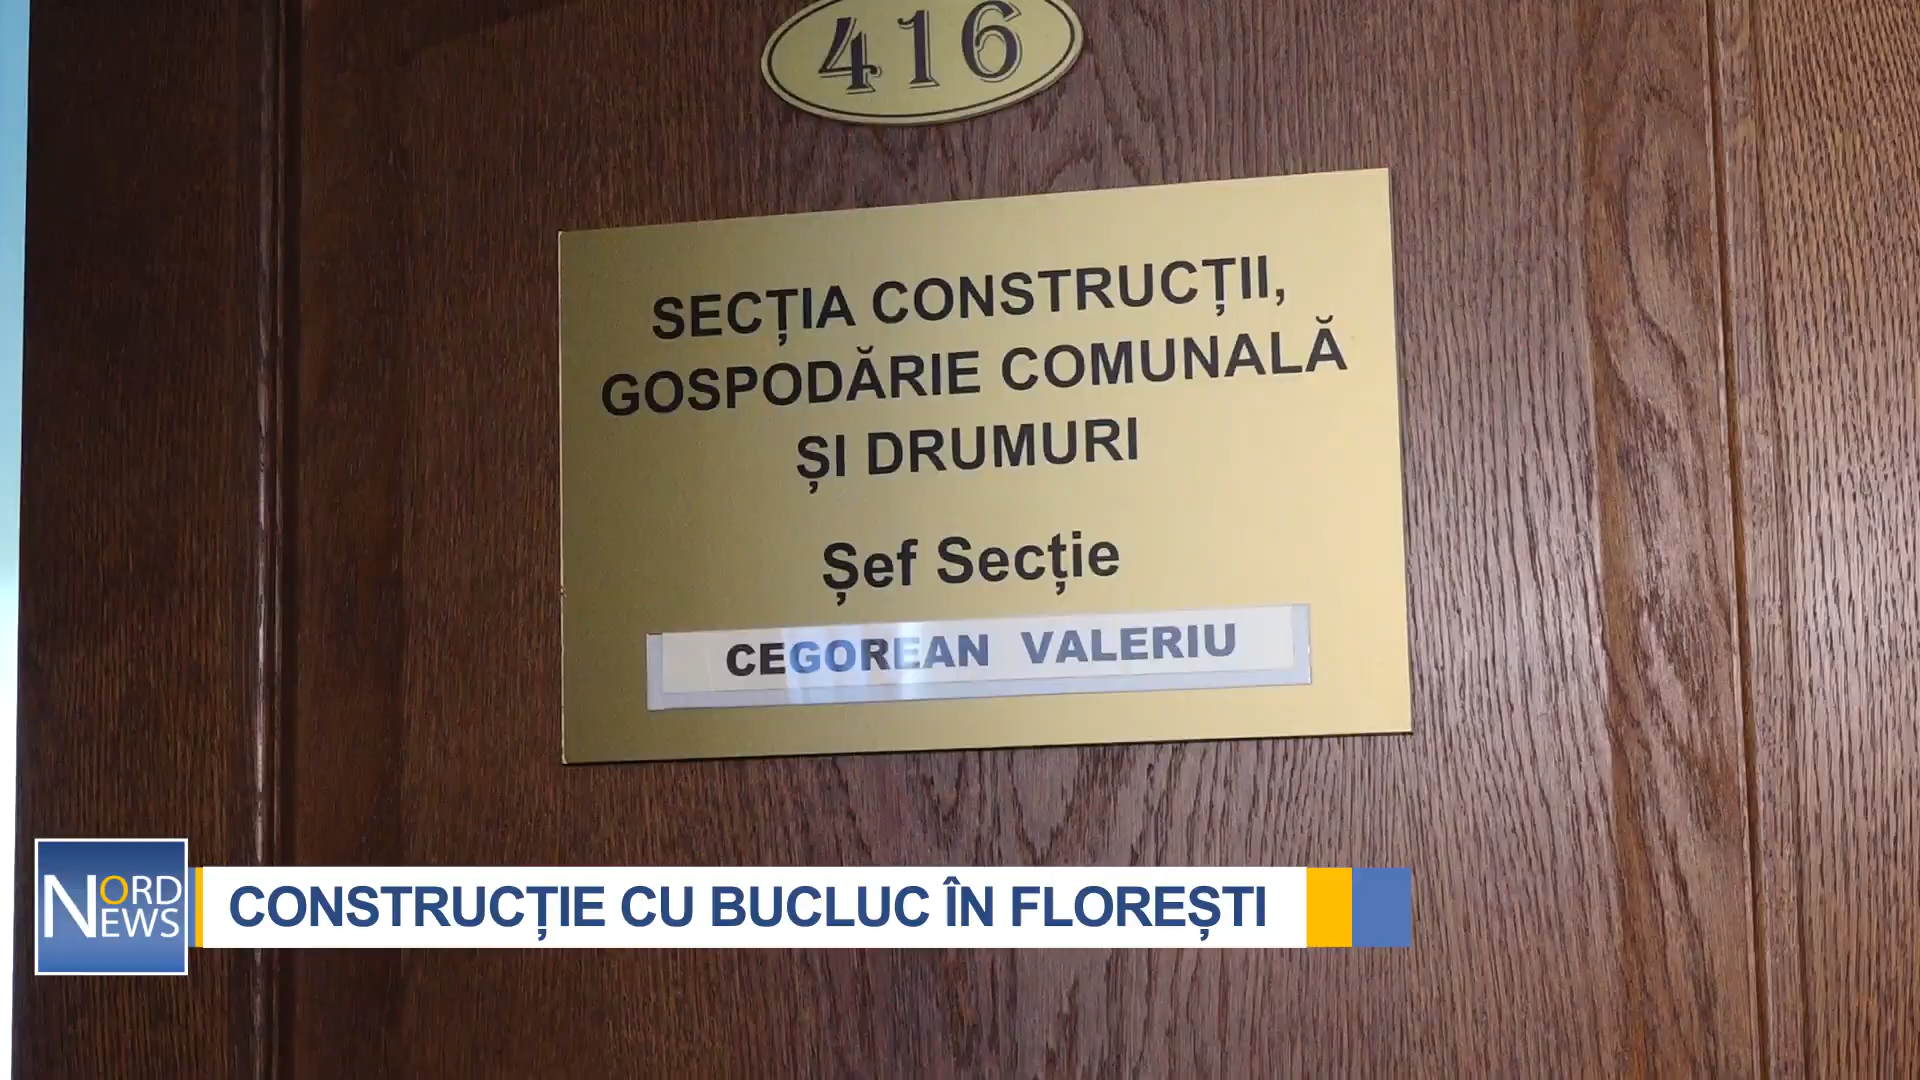 416
SECȚIA CONSTRUCȚII,
GOSPODĂRIE COMUNALĂ
ȘI DRUMURI
Șef Secție
CEGOREAN VALERIU
NORD
NEWS
CONSTRUCȚIE CU BUCLUC ÎN FLOREȘTI